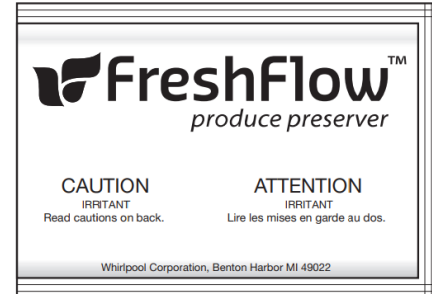 FreshFlow™
produce preserver
CAUTION
IRRITANT
Read cautions on back.
ATTENTION
IRRITANT
Lire les mises en garde au dos.
Whirlpool Corporation, Benton Harbor MI 49022